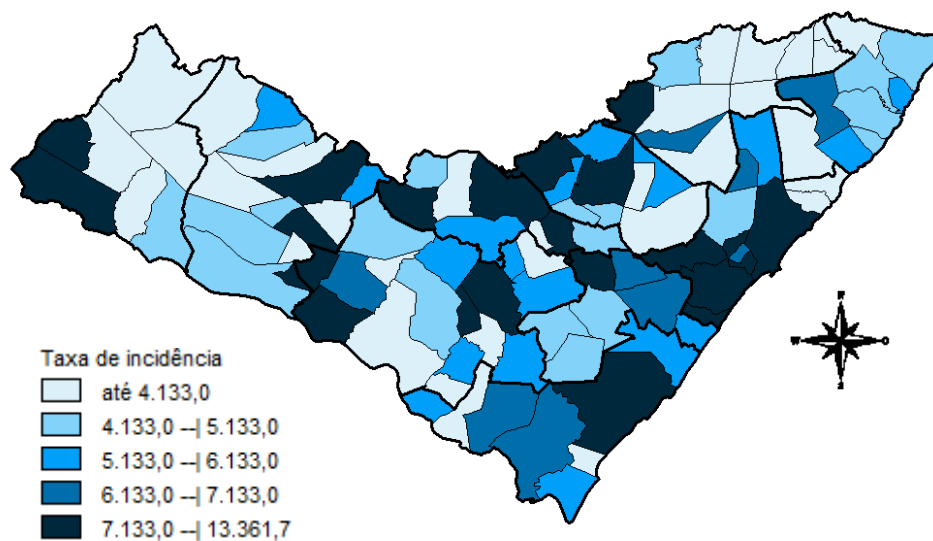 Taxa de incidência
até 4.133,0
4.133,0 --| 5.133,0
5.133,0 --| 6.133,0
6.133,0 --| 7.133,0
7.133,0 --| 13.361,7